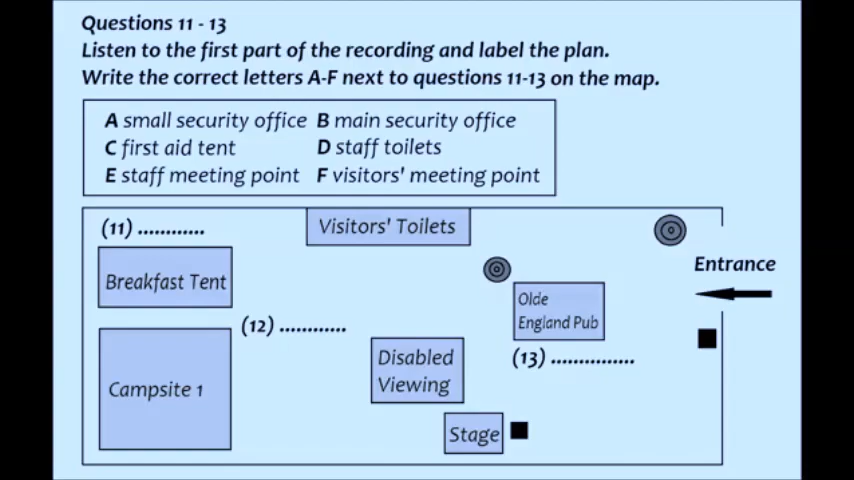 Questions 11 - 13
Listen to the first part of the recording and label the plan.
Write the correct letters A-F next to questions 11-13 on the map.
A small security office B main security office
C first aid tent D staff toilets
E staff meeting point F visitors' meeting point
(11) ............
Visitors' Toilets
Entrance
Breakfast Tent
Olde
England Pub
(12) ............
(13) ...............
Disabled
Viewing
Campsite 1
Stage